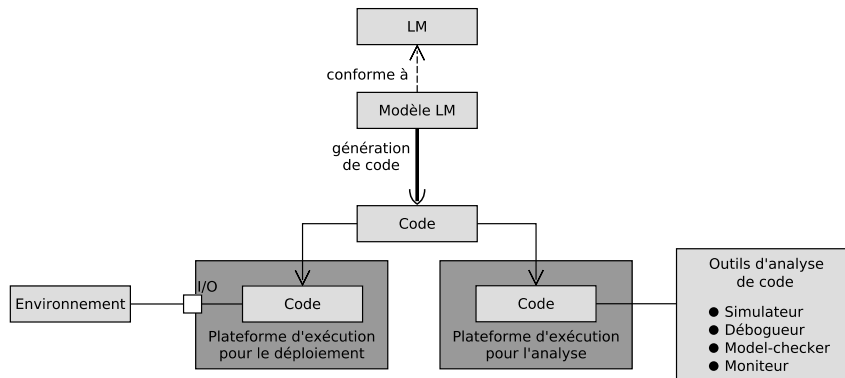 LM
conforme à
Modèle LM
génération
de code
Code
I/O
Environnement
Code
Plateforme d'exécution
pour le déploiement
Code
Plateforme d'exécution
pour l'analyse
Outils d'analyse
de code
● Simulateur
● Débogueur
● Model-checker
● Moniteur